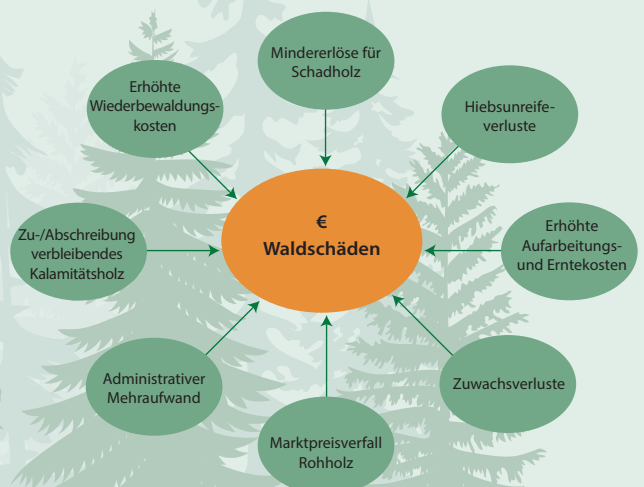 Mindererlöse für
Schadholz
Erhöhte
Wiederbewaldungs-
kosten
Hiebsunreife-
verluste
€
Waldschäden
Zu-/Abschreibung
verbleibendes
Kalamitätsholz
Erhöhte
Aufarbeitungs-
und Erntekosten
Administrativer
Mehraufwand
Zuwachsverluste
Marktpreisverfall
Rohholz